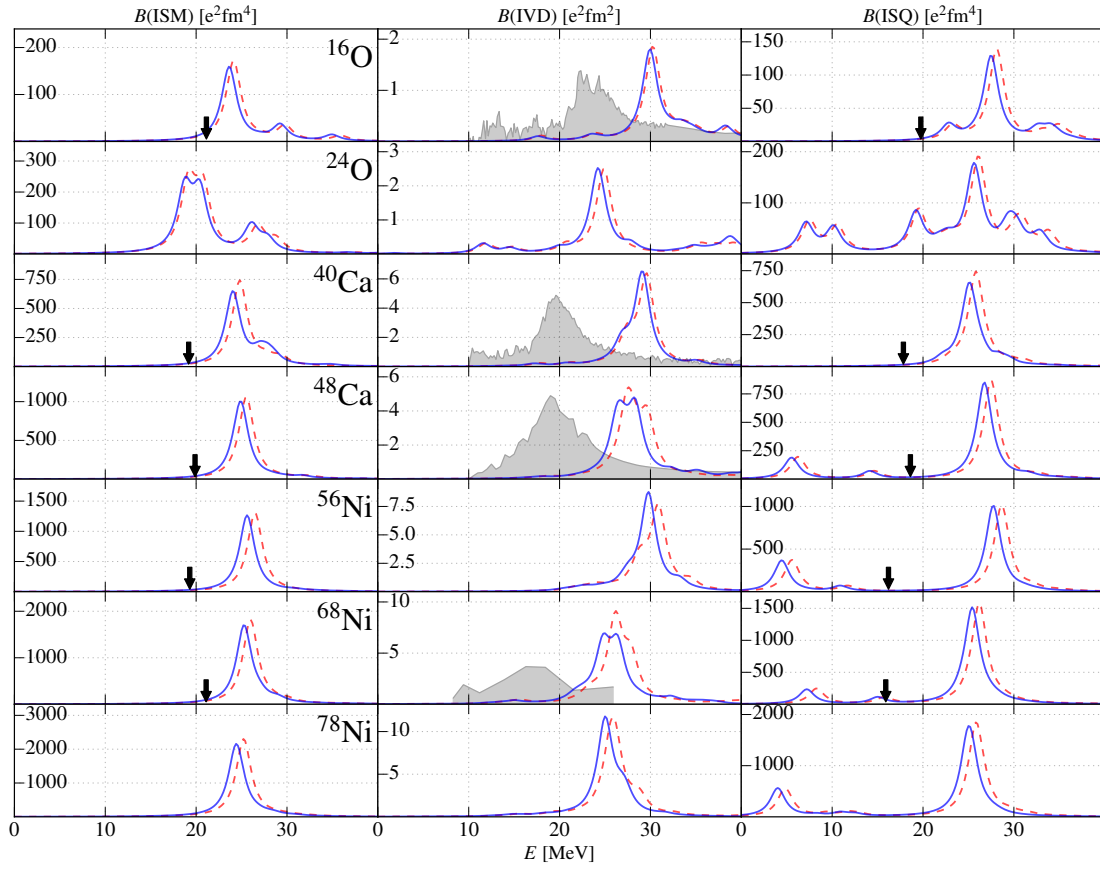 B(ISM) [e²fm⁴] B(IVD) [e²fm²] B(ISQ) [e²fm⁴]
200 100 ¹⁶O 2 1 150 100 50
300 200 100 ²⁴O 3 2 1 200 100
750 500 250 ⁴⁰Ca 6 4 2 750 500 250
1000 500 ⁴⁸Ca 6 4 2 750 500 250
1500 1000 500 ⁵⁶Ni 7.5 5.0 2.5 1000 500
2000 1000 ⁶⁸Ni 10 5 1500 1000 500
3000 2000 1000 ⁷⁸Ni 10 5 2000 1000
0 10 20 30 0 10 20 30 0 10 20 30
E [MeV]